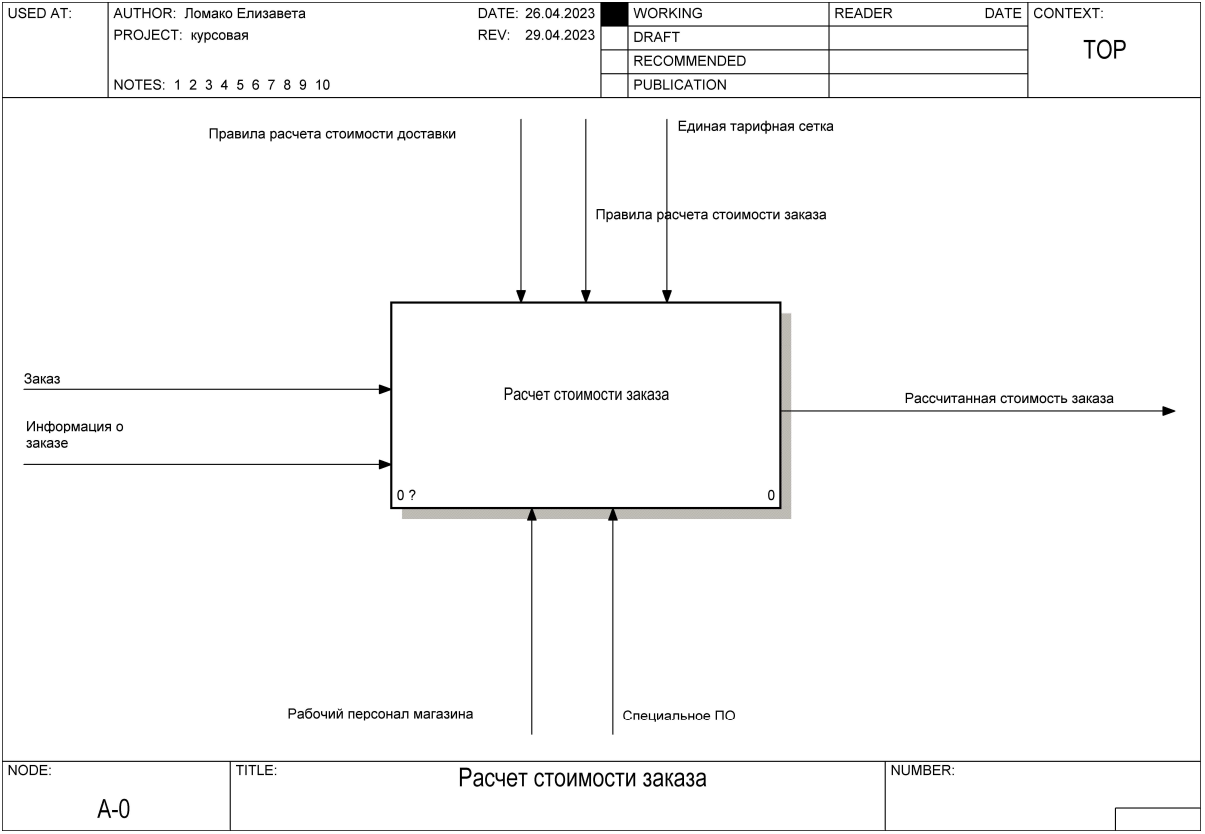 USED AT:
AUTHOR: Ломако Елизавета
DATE: 26.04.2023
WORKING
READER
DATE
CONTEXT:
PROJECT: курсовая
REV: 29.04.2023
DRAFT
TOP
RECOMMENDED
NOTES: 1 2 3 4 5 6 7 8 9 10
PUBLICATION
Правила расчета стоимости доставки
Единая тарифная сетка
Правила расчета стоимости заказа
Заказ
Расчет стоимости заказа
Рассчитанная стоимость заказа
Информация о
заказе
0 ?
0
Рабочий персонал магазина
Специальное ПО
NODE:
TITLE:
NUMBER:
A-0
Расчет стоимости заказа